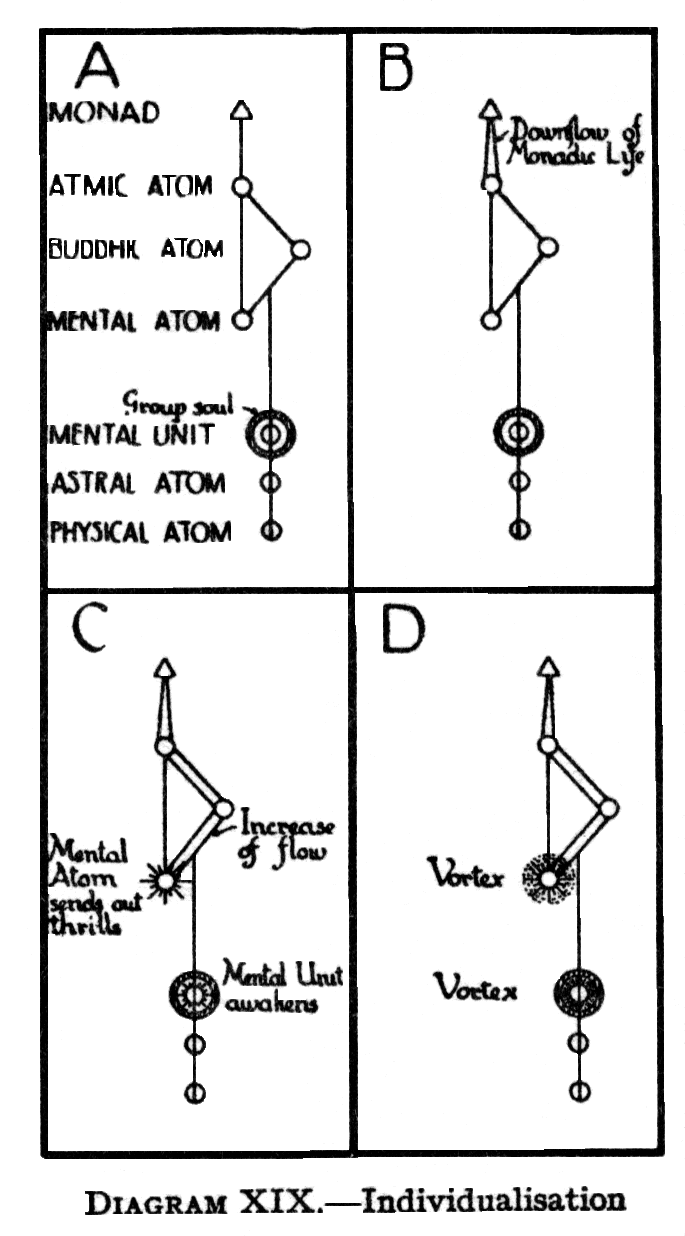 A
MONAD
ATMIC ATOM
BUDDHIC ATOM
MENTAL ATOM
Group soul
MENTAL UNIT
ASTRAL ATOM
PHYSICAL ATOM
B
Downflow of
Monadic Life
C
Increase
of flow
Mental
Atom
sends out
thrills
Mental Unit
awakens
D
Vortex
Vortex
DIAGRAM XIX.—Individualisation